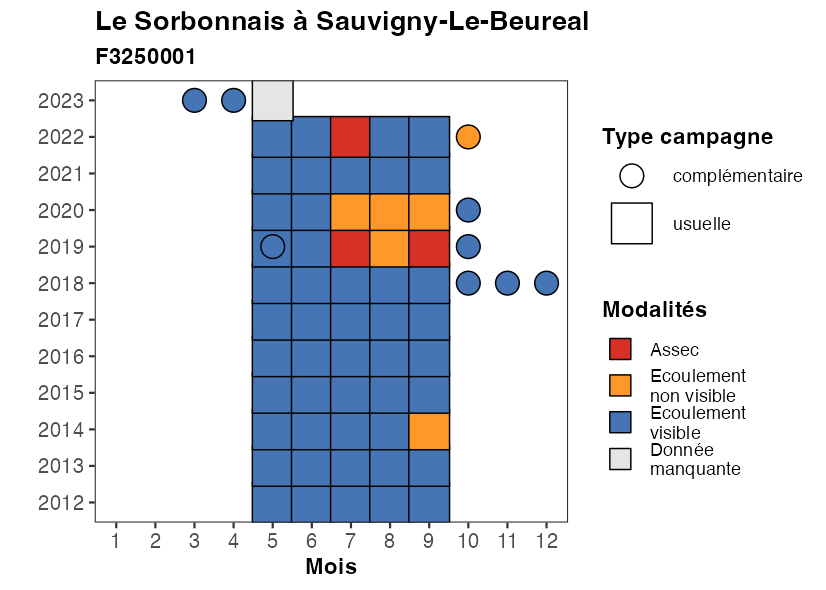 Le Sorbonnais à Sauvigny-Le-Beureal
F3250001
2023
2022
2021
2020
2019
2018
2017
2016
2015
2014
2013
2012
1 2 3 4 5 6 7 8 9 10 11 12
Mois
Type campagne
complémentaire
usuelle
Modalités
Assec
Ecoulement
non visible
Ecoulement
visible
Donnée
manquante